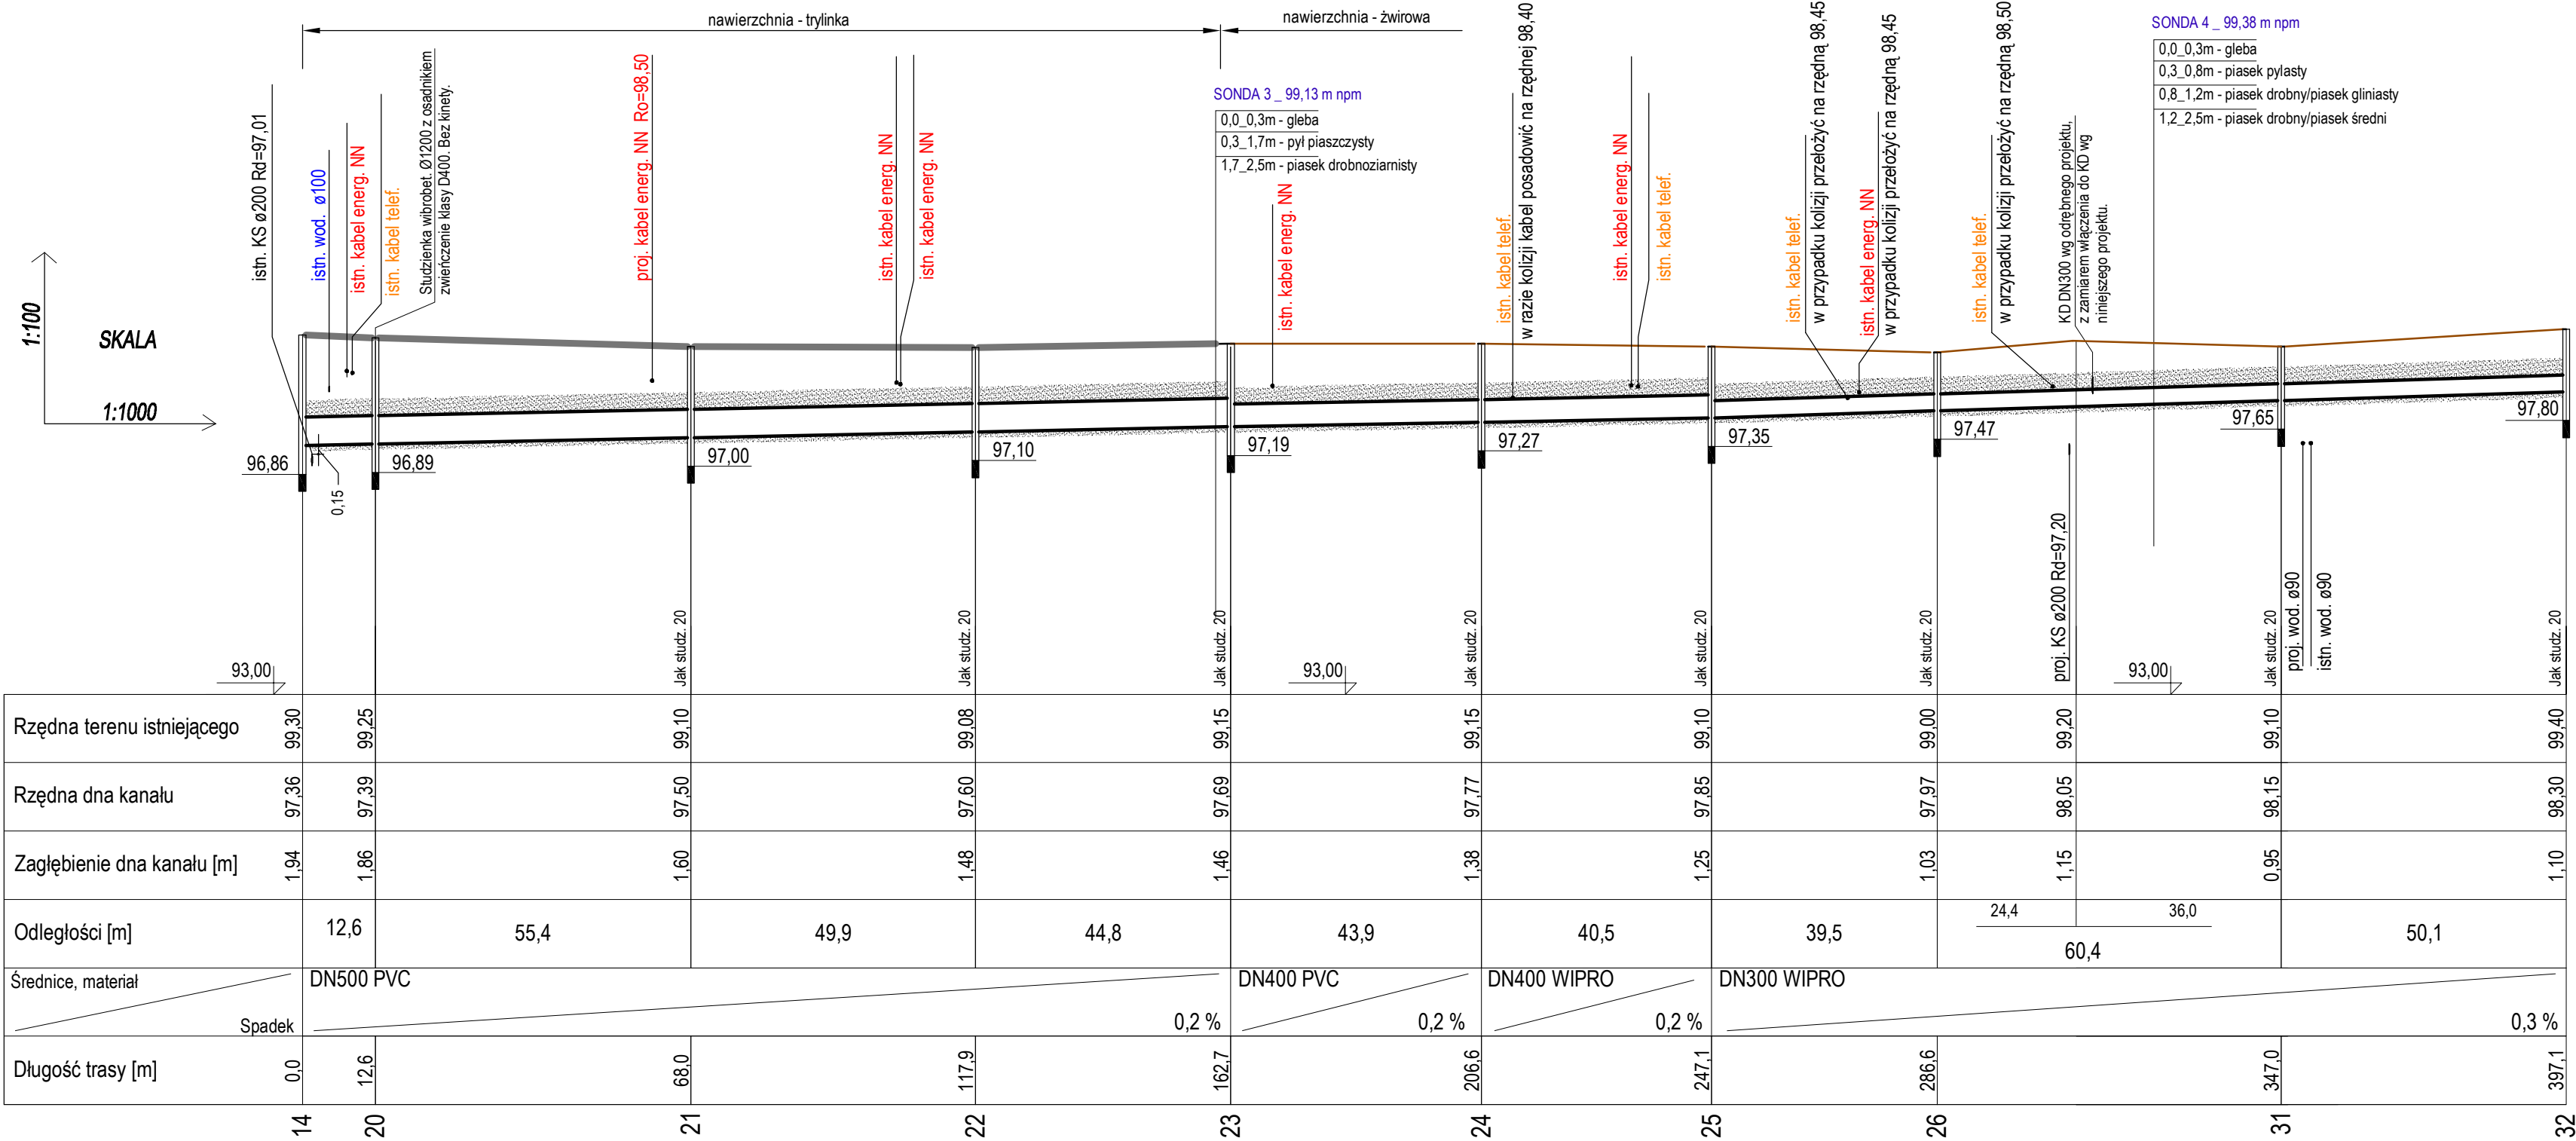 nawierzchnia - trylinka
nawierzchnia - żwirowa
istn. KS ø200 Rd=97,01
istn. wod. ø100
istn. kabel energ. NN
istn. kabel telef.
Studzienka wibrobet. Ø1200 z osadnikiem
zwieńczenie klasy D400. Bez kinety.
proj. kabel energ. NN Ro=98,50
istn. kabel energ. NN
istn. kabel energ. NN
SONDA 3 _ 99,13 m npm
0,0_0,3m - gleba
0,3_1,7m - pył piaszczysty
1,7_2,5m - piasek drobnoziarnisty
istn. kabel energ. NN
istn. kabel telef.
w razie kolizji kabel posadowić na rzędnej 98,40
istn. kabel energ. NN
istn. kabel telef.
istn. kabel telef.
w przypadku kolizji przełożyć na rzędną 98,45
istn. kabel energ. NN
w przypadku kolizji przełożyć na rzędną 98,45
istn. kabel telef.
w przypadku kolizji przełożyć na rzędną 98,50
KD DN300 wg odrębnego projektu,
z zamiarem włączenia do KD wg
niniejszego projektu.
SONDA 4 _ 99,38 m npm
0,0_0,3m - gleba
0,3_0,8m - piasek pylasty
0,8_1,2m - piasek drobny/piasek gliniasty
1,2_2,5m - piasek drobny/piasek średni
1:100
SKALA
1:1000
96,86
0,15
96,89
97,00
97,10
97,19
97,27
97,35
97,47
97,65
97,80
Jak studz. 20
Jak studz. 20
Jak studz. 20
Jak studz. 20
Jak studz. 20
Jak studz. 20
proj. KS ø200 Rd=97,20
Jak studz. 20
proj. wod. ø90
istn. wod. ø90
Jak studz. 20
93,00
93,00
93,00
Rzędna terenu istniejącego 99,30 99,25 99,10 99,08 99,15 99,15 99,10 99,00 99,20 99,10 99,40
Rzędna dna kanału 97,36 97,39 97,50 97,60 97,69 97,77 97,85 97,97 98,05 98,15 98,30
Zagłębienie dna kanału [m] 1,94 1,86 1,60 1,48 1,46 1,38 1,25 1,03 1,15 0,95 1,10
Odległości [m] 12,6 55,4 49,9 44,8 43,9 40,5 39,5 24,4 36,0 60,4 50,1
Średnice, materiał DN500 PVC DN400 PVC DN400 WIPRO DN300 WIPRO
Spadek 0,2 % 0,2 % 0,2 % 0,3 %
Długość trasy [m] 0,0 12,6 68,0 117,9 162,7 206,6 247,1 286,6 347,0 397,1
14 20 21 22 23 24 25 26 31 32